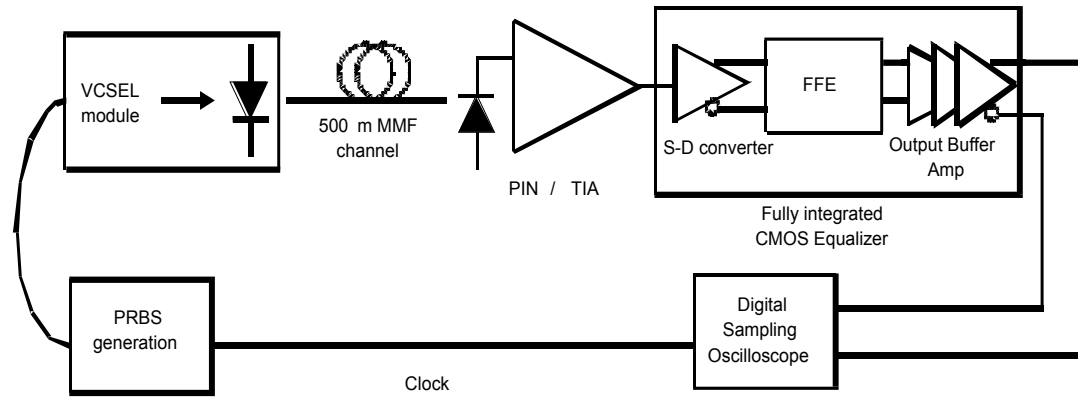 VCSEL
module
500 m MMF
channel
PIN / TIA
S-D converter
FFE
Output Buffer
Amp
Fully integrated
CMOS Equalizer
PRBS
generation
Clock
Digital
Sampling
Oscilloscope